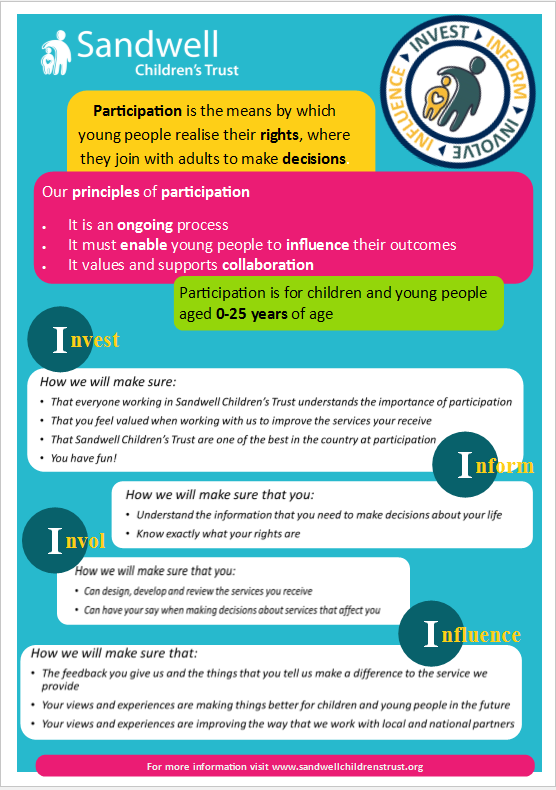 Sandwell
Children's Trust
INVEST INFORM INVOLVE INFLUENCE
Participation is the means by which
young people realise their rights, where
they join with adults to make decisions
Our principles of participation
• It is an ongoing process
• It must enable young people to influence their outcomes
• It values and supports collaboration
Participation is for children and young people
aged 0-25 years of age
Invest
How we will make sure:
• That everyone working in Sandwell Children's Trust understands the importance of participation
• That you feel valued when working with us to improve the services your receive
• That Sandwell Children's Trust are one of the best in the country at participation
• You have fun!
Inform
How we will make sure that you:
• Understand the information that you need to make decisions about your life
• Know exactly what your rights are
Invol
How we will make sure that you:
• Can design, develop and review the services you receive
• Can have your say when making decisions about services that affect you
Influence
How we will make sure that:
• The feedback you give us and the things that you tell us make a difference to the service we
provide
• Your views and experiences are making things better for children and young people in the future
• Your views and experiences are improving the way that we work with local and national partners
For more information visit www.sandwellchildrenstrust.org